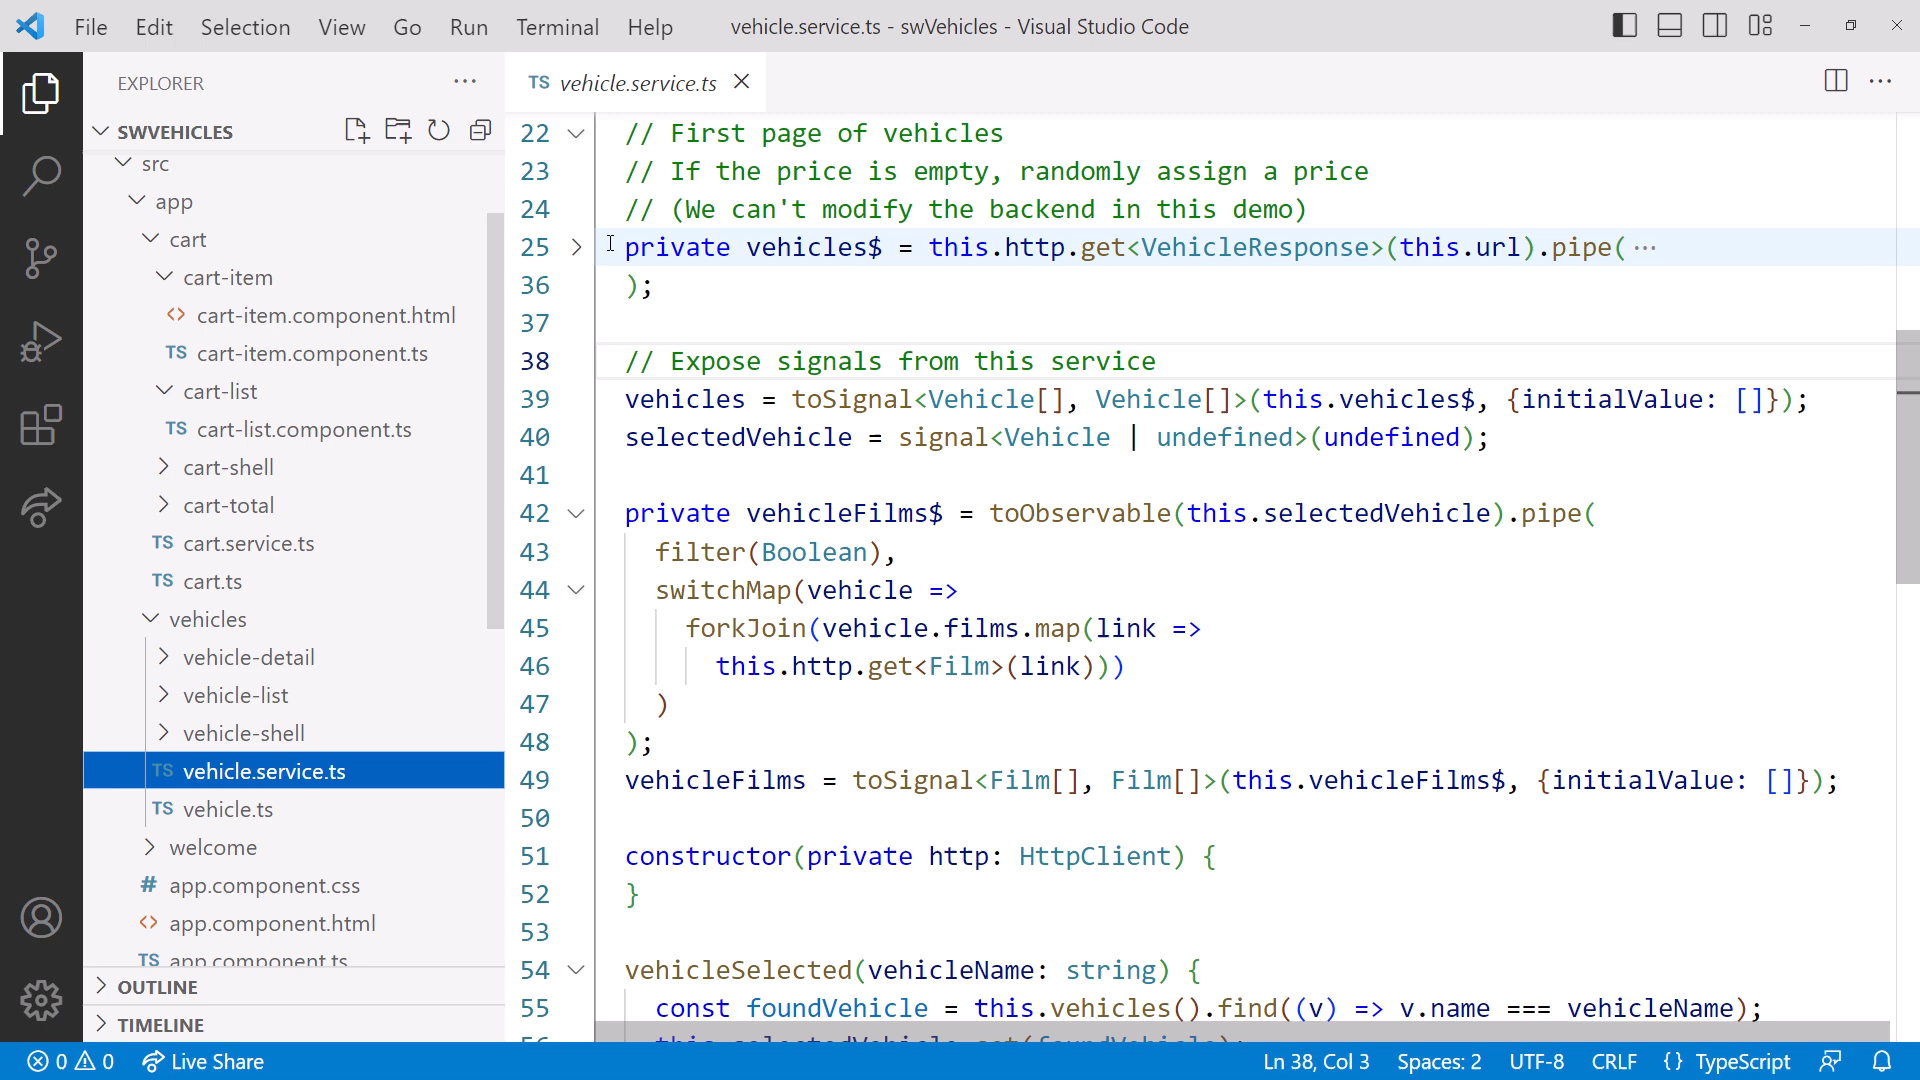 File Edit Selection View Go Run Terminal Help vehicle.service.ts - swVehicles - Visual Studio Code
EXPLORER
SWVEHICLES
src
app
cart
cart-item
cart-item.component.html
TS cart-item.component.ts
cart-list
TS cart-list.component.ts
cart-shell
cart-total
TS cart.service.ts
TS cart.ts
vehicles
vehicle-detail
vehicle-list
vehicle-shell
TS vehicle.service.ts
TS vehicle.ts
welcome
# app.component.css
<> app.component.html
TS app.component.ts
OUTLINE
TIMELINE
TS vehicle.service.ts
22 // First page of vehicles
23 // If the price is empty, randomly assign a price
24 // (We can't modify the backend in this demo)
25 private vehicles$ = this.http.get<VehicleResponse>(this.url).pipe(···
36 );
37
38 // Expose signals from this service
39 vehicles = toSignal<Vehicle[], Vehicle[]>(this.vehicles$, {initialValue: []});
40 selectedVehicle = signal<Vehicle | undefined>(undefined);
41
42 private vehicleFilms$ = toObservable(this.selectedVehicle).pipe(
43 filter(Boolean),
44 switchMap(vehicle =>
45 forkJoin(vehicle.films.map(link =>
46 this.http.get<Film>(link)))
47 )
48 );
49 vehicleFilms = toSignal<Film[], Film[]>(this.vehicleFilms$, {initialValue: []});
50
51 constructor(private http: HttpClient) {
52 }
53
54 vehicleSelected(vehicleName: string) {
55 const foundVehicle = this.vehicles().find((v) => v.name === vehicleName);
0 0 Live Share Ln 38, Col 3 Spaces: 2 UTF-8 CRLF {} TypeScript